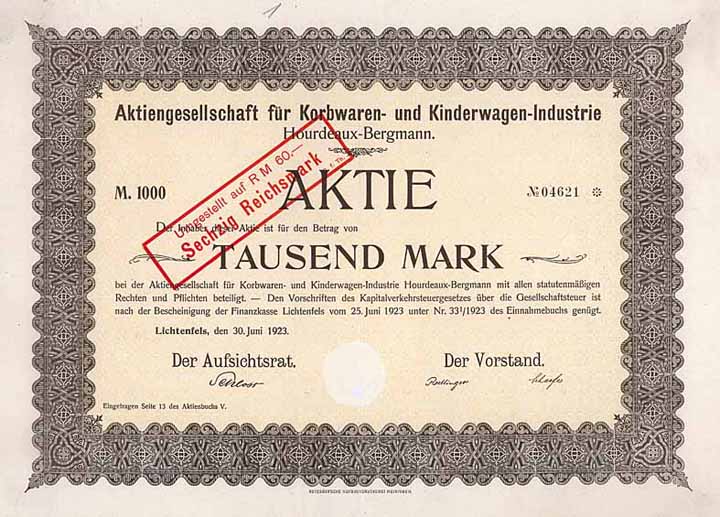 1
Aktiengesellschaft für Korbwaren- und Kinderwagen-Industrie
Hourdeaux-Bergmann.
Umgestellt auf R M 60.—
Sechzig Reichsmark
M. 1000
AKTIE
№ 04621
Der Inhaber dieser Aktie ist für den Betrag von
TAUSEND MARK
bei der Aktiengesellschaft für Korbwaren- und Kinderwagen-Industrie Hourdeaux-Bergmann mit allen statutenmäßigen
Rechten und Pflichten beteiligt. — Den Vorschriften des Kapitalverkehrsteuergesetzes über die Gesellschaftsteuer ist
nach der Bescheinigung der Finanzkasse Lichtenfels vom 25. Juni 1923 unter Nr. 33¹/1923 des Einnahmebuchs genügt.
Lichtenfels, den 30. Juni 1923.
Der Aufsichtsrat.
Der Vorstand.
Eingetragen Seite 13 des Aktienbuchs V.